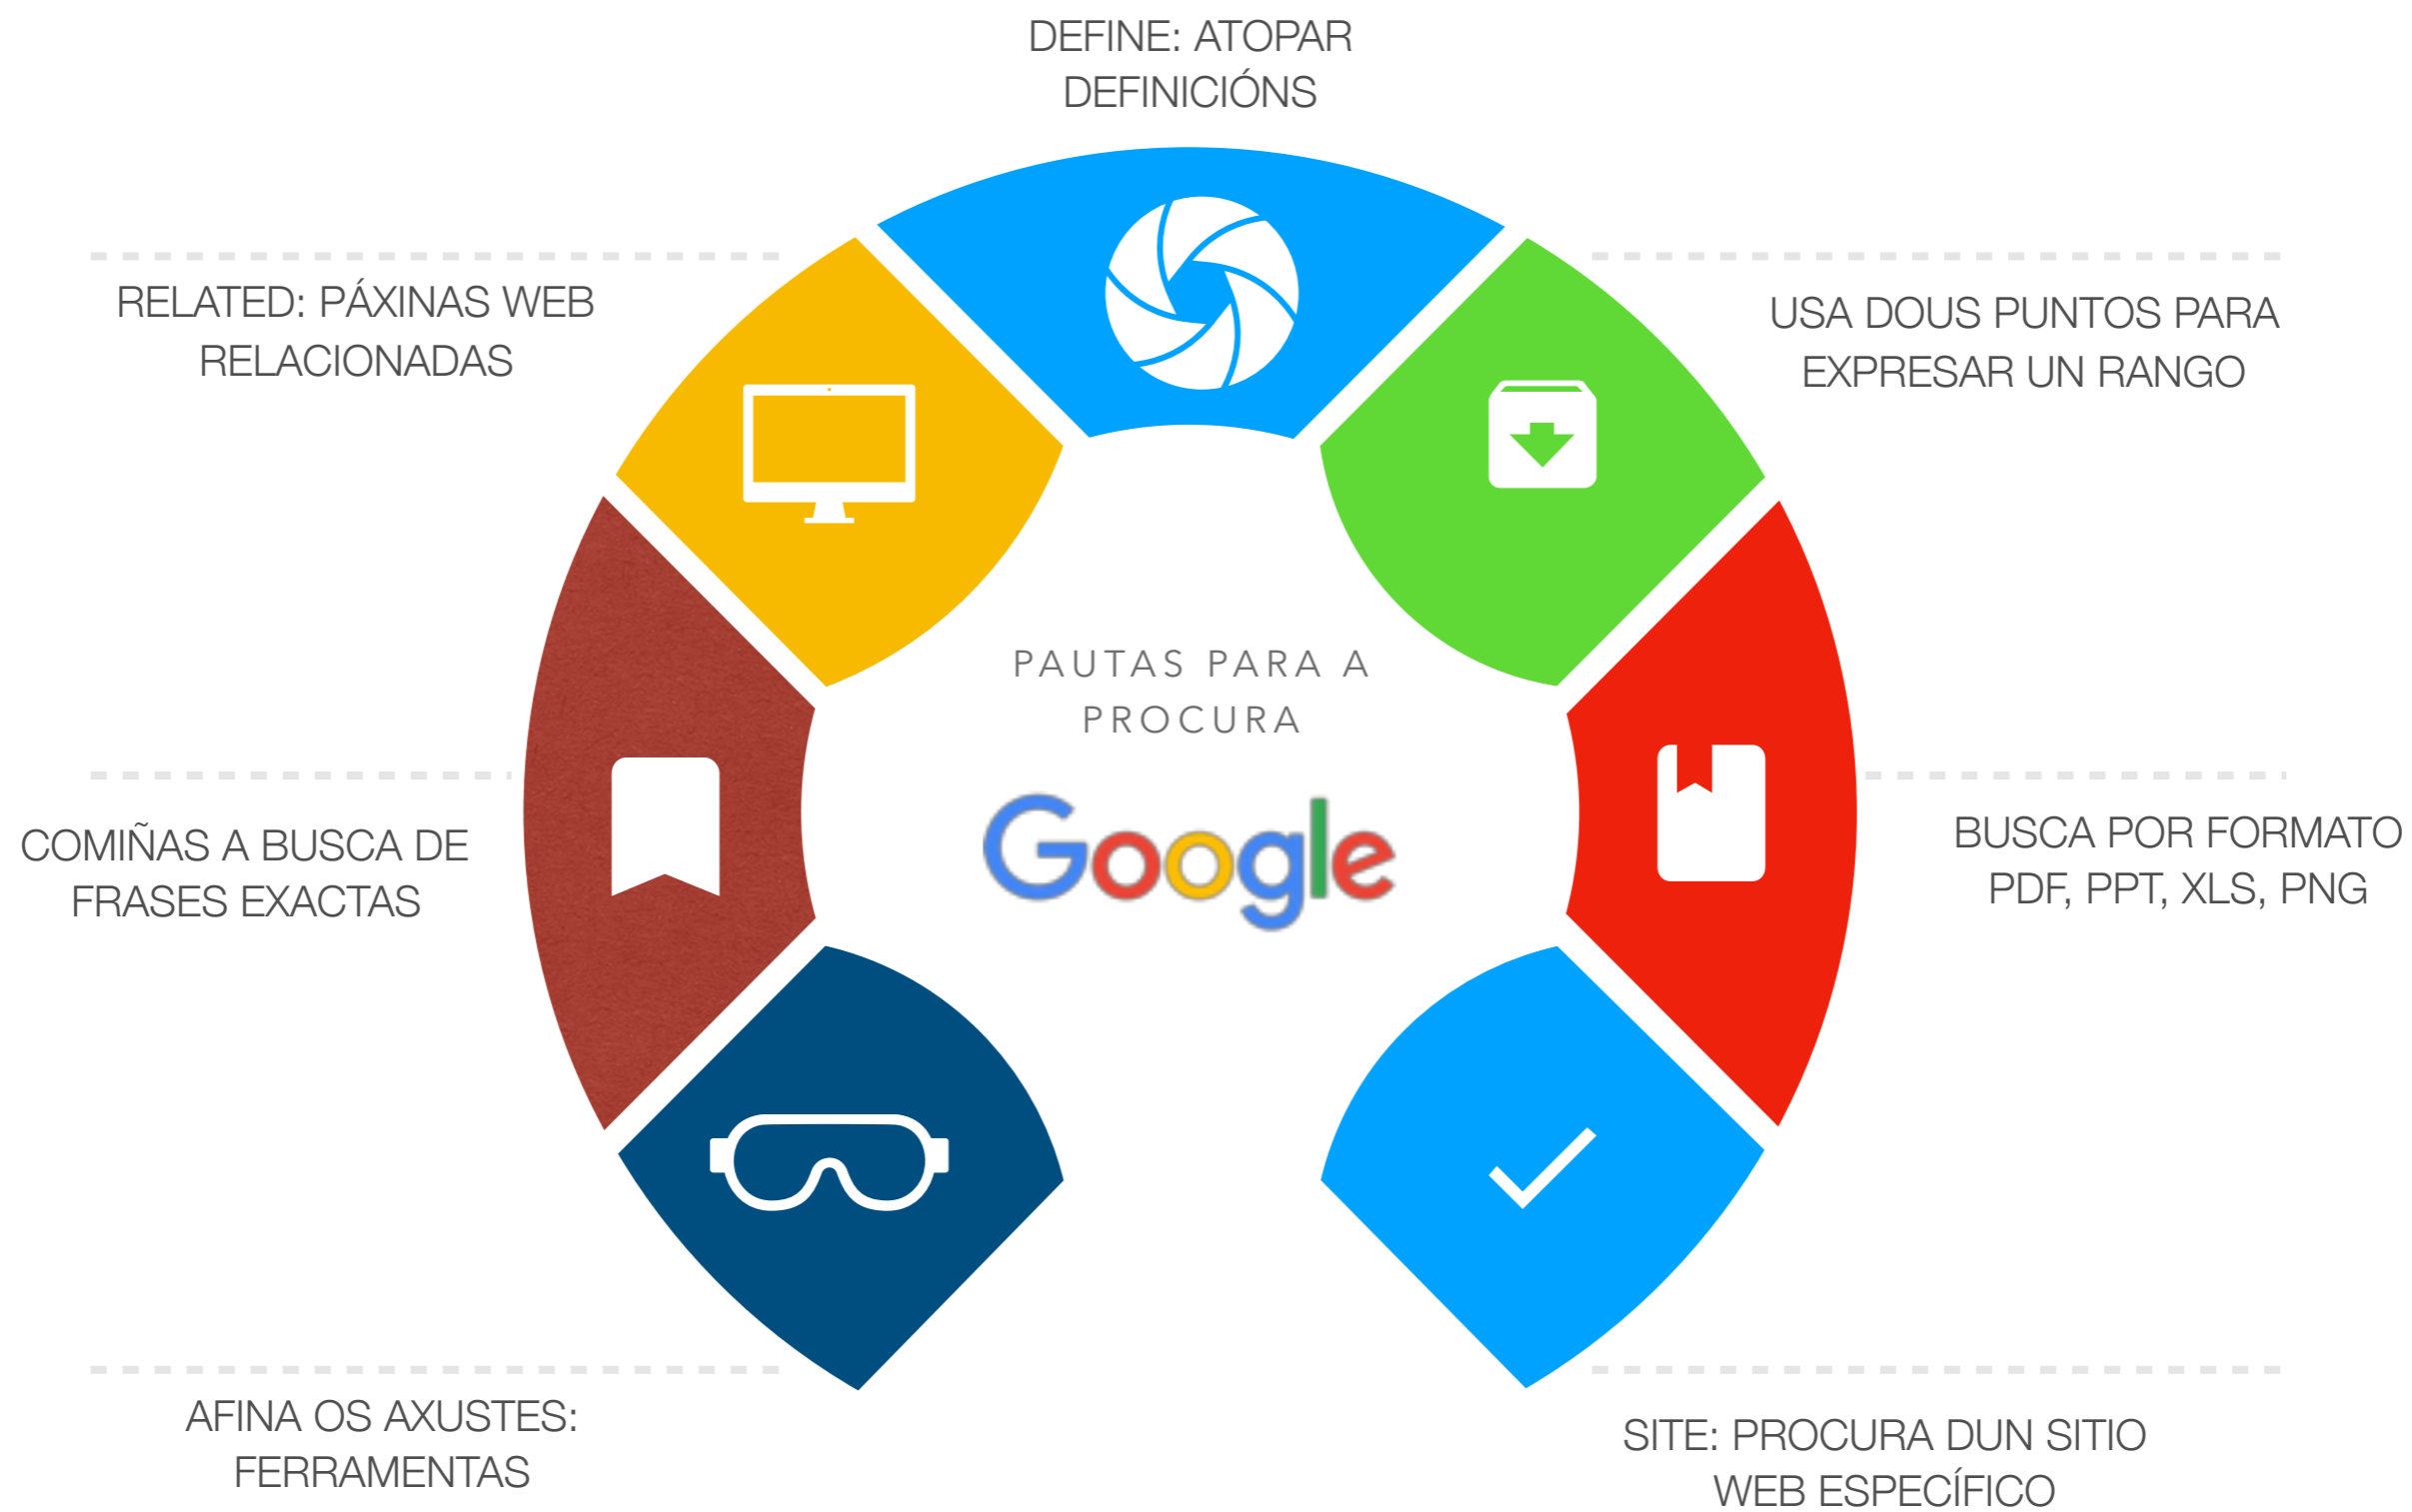 DEFINE: ATOPAR
DEFINICIÓNS
RELATED: PÁXINAS WEB
RELACIONADAS
USA DOUS PUNTOS PARA
EXPRESAR UN RANGO
PAUTAS PARA A
PROCURA
Google
COMIÑAS A BUSCA DE
FRASES EXACTAS
BUSCA POR FORMATO
PDF, PPT, XLS, PNG
AFINA OS AXUSTES:
FERRAMENTAS
SITE: PROCURA DUN SITIO
WEB ESPECÍFICO